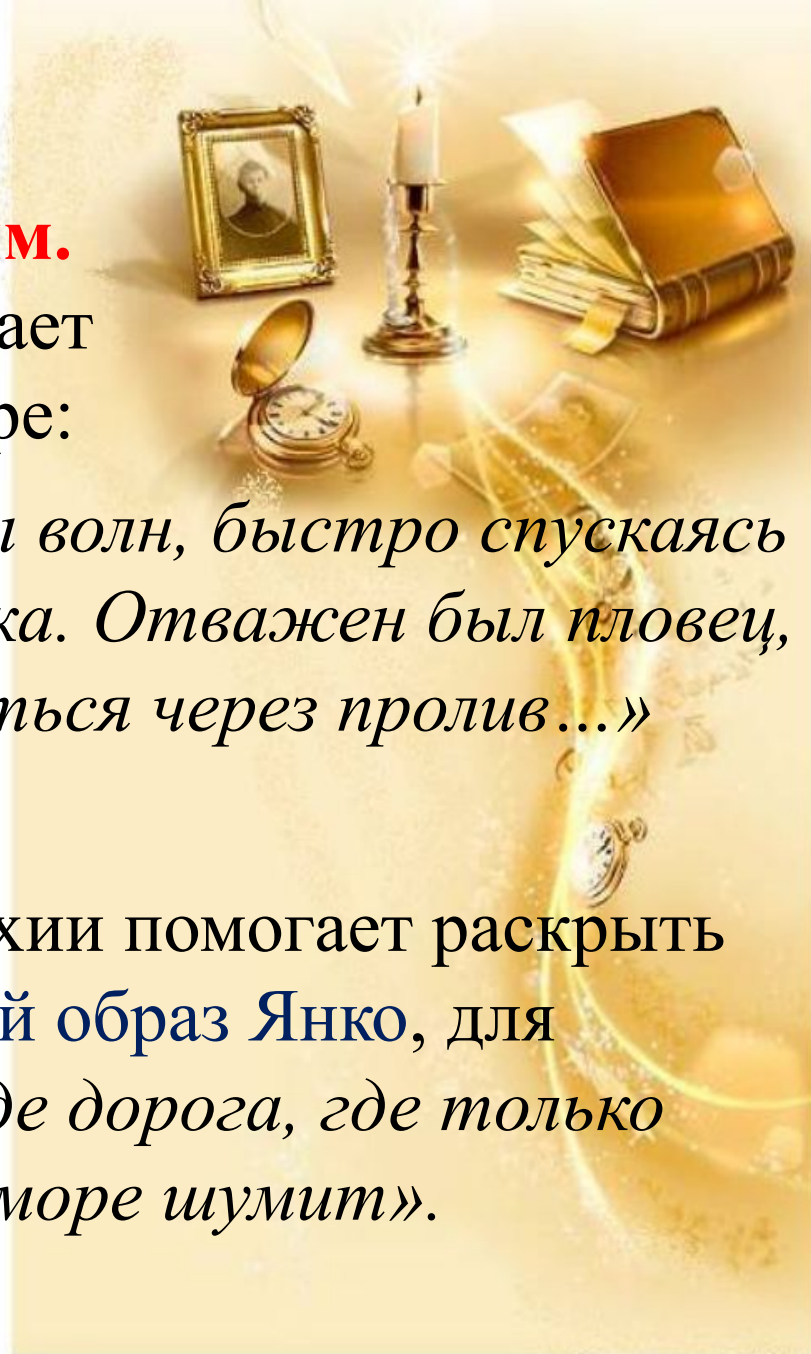 м.
ает
ре:
ы волн, быстро спускаясь
ка. Отважен был пловец,
ться через пролив…»
хии помогает раскрыть
й образ Янко, для
де дорога, где только
море шумит».